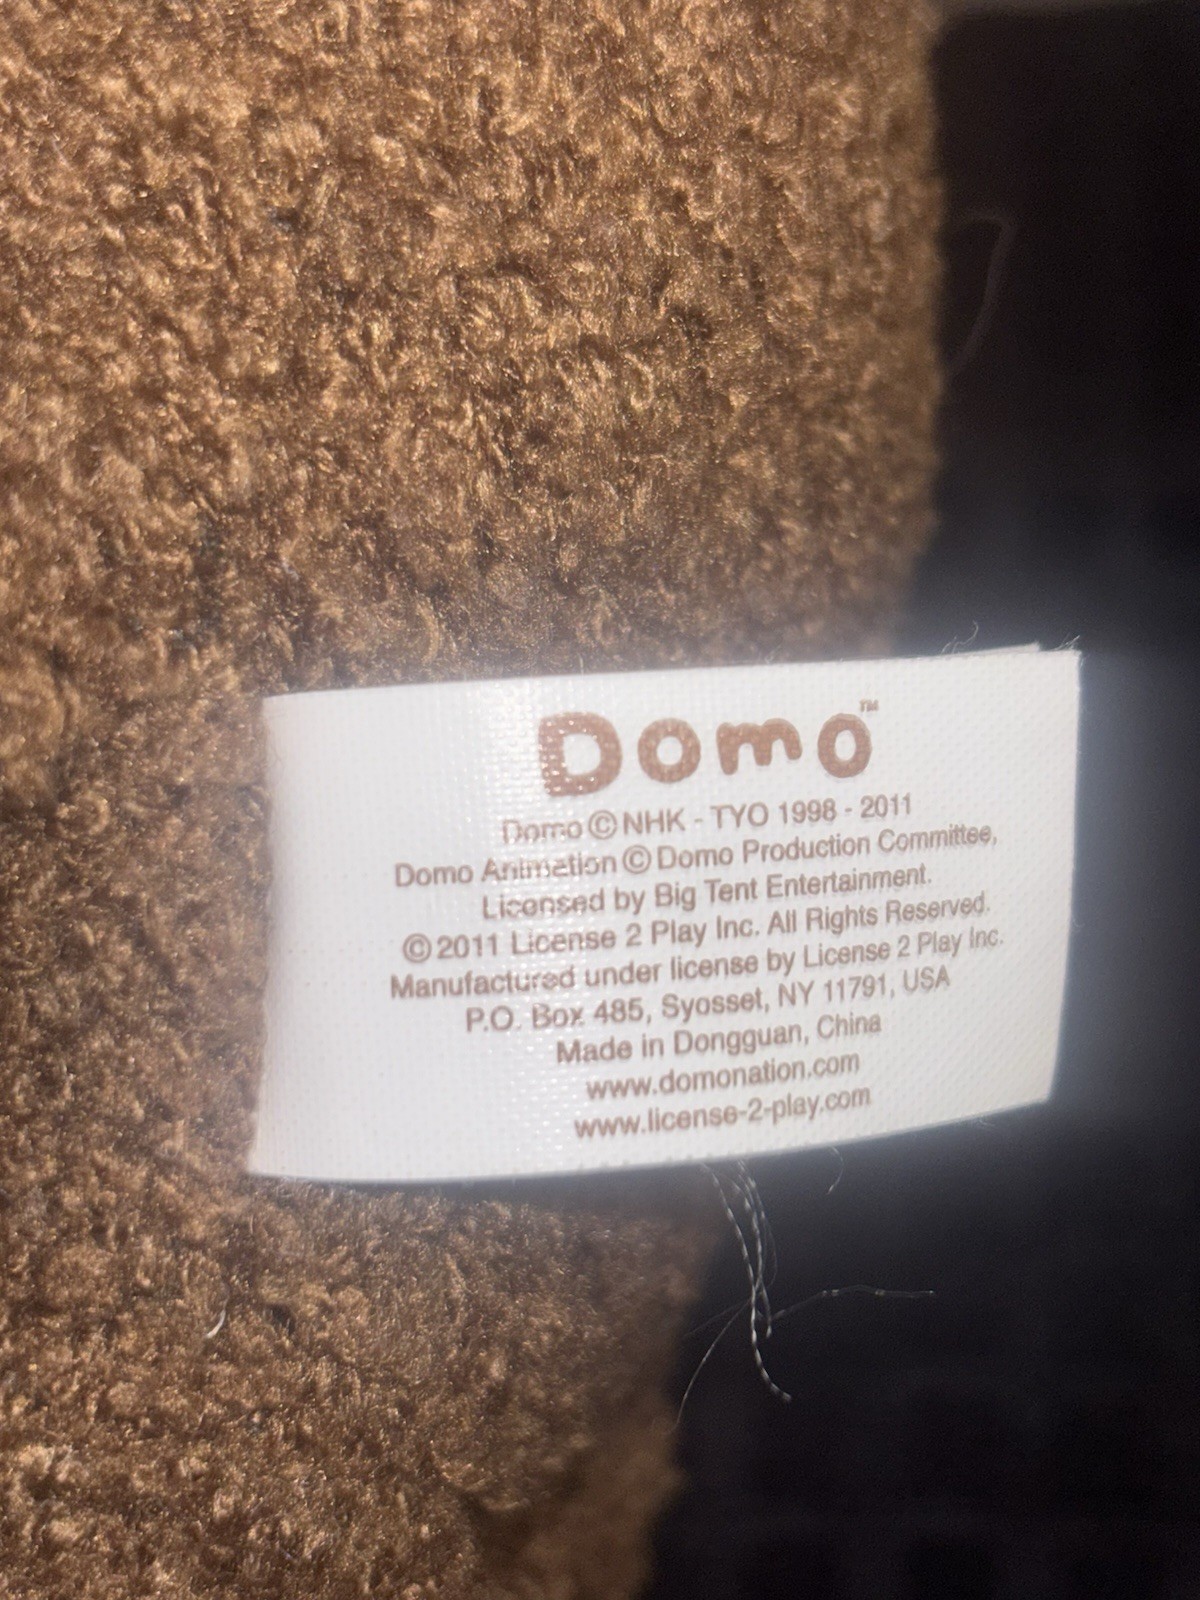 Domo™
Domo © NHK - TYO 1998 - 2011
Domo Animation © Domo Production Committee,
Licensed by Big Tent Entertainment.
© 2011 License 2 Play Inc. All Rights Reserved.
Manufactured under license by License 2 Play Inc.
P.O. Box 485, Syosset, NY 11791, USA
Made in Dongguan, China
www.domonation.com
www.license-2-play.com